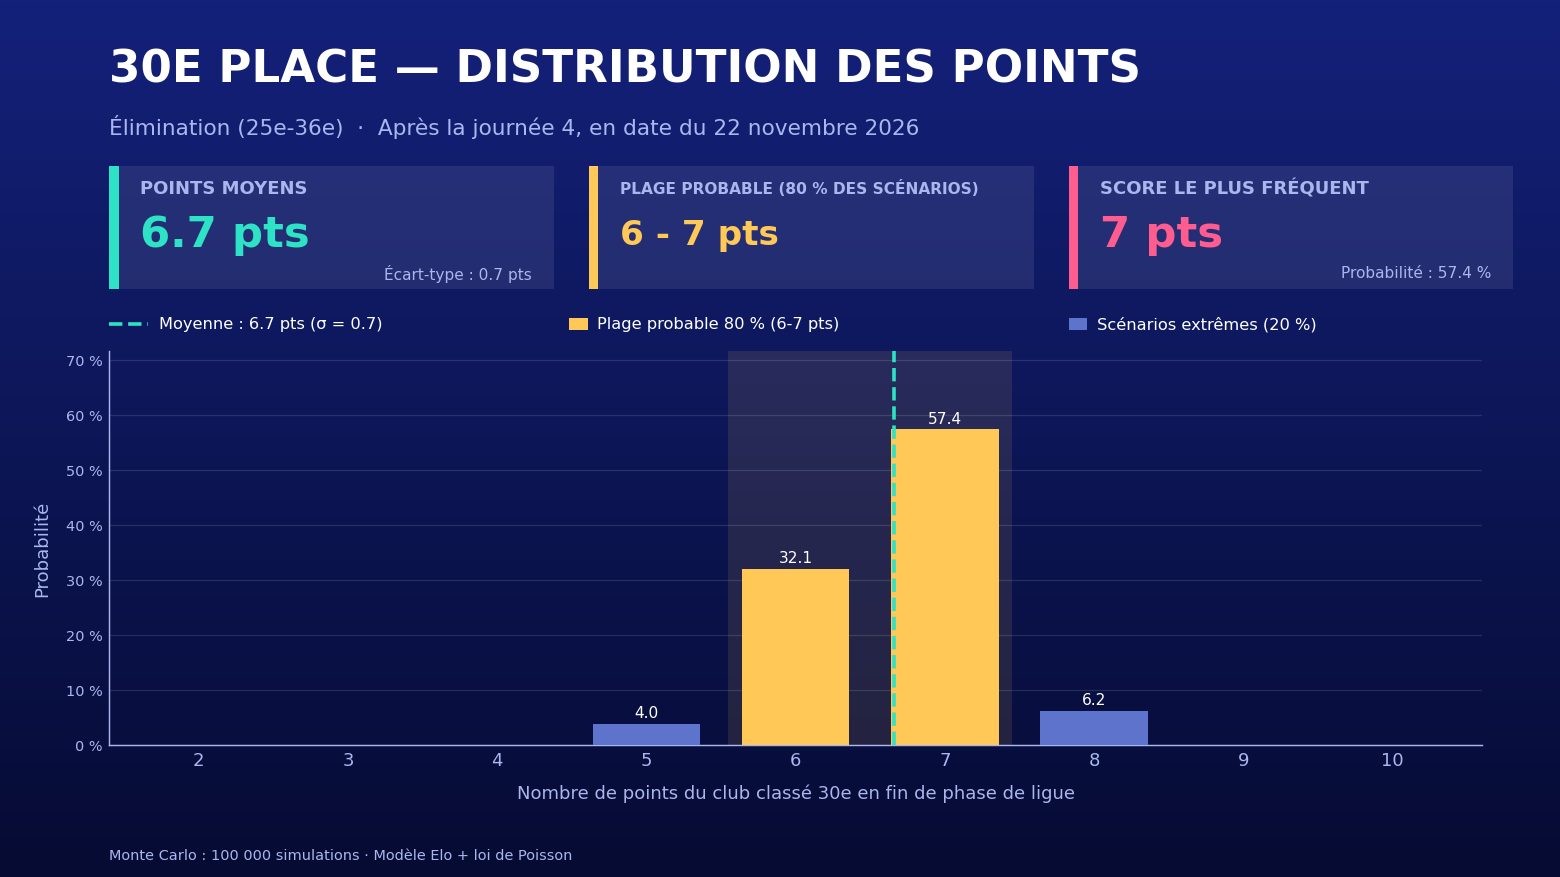 30E PLACE — DISTRIBUTION DES POINTS
Élimination (25e-36e)  ·  Après la journée 4, en date du 22 novembre 2026
POINTS MOYENS
6.7 pts
Écart-type : 0.7 pts
PLAGE PROBABLE (80 % DES SCÉNARIOS)
6 - 7 pts
SCORE LE PLUS FRÉQUENT
7 pts
Probabilité : 57.4 %
Moyenne : 6.7 pts (σ = 0.7)
Plage probable 80 % (6-7 pts)
Scénarios extrêmes (20 %)
Probabilité
70 %
60 %
50 %
40 %
30 %
20 %
10 %
0 %
4.0
32.1
57.4
6.2
2 3 4 5 6 7 8 9 10
Nombre de points du club classé 30e en fin de phase de ligue
Monte Carlo : 100 000 simulations · Modèle Elo + loi de Poisson